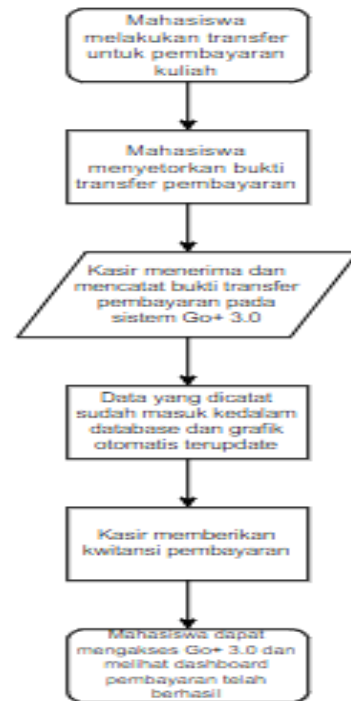 Mahasiswa
melakukan transfer
untuk pembayaran
kuliah
Mahasiswa
menyetorkan bukti
transfer pembayaran
Kasir menerima dan
mencatat bukti transfer
pembayaran pada
sistem Go+ 3.0
Data yang dicatat
sudah masuk kedalam
database dan grafik
otomatis terupdate
Kasir memberikan
kwitansi pembayaran
Mahasiswa dapat
mengakses Go+ 3.0 dan
melihat dashboard
pembayaran telah
berhasil